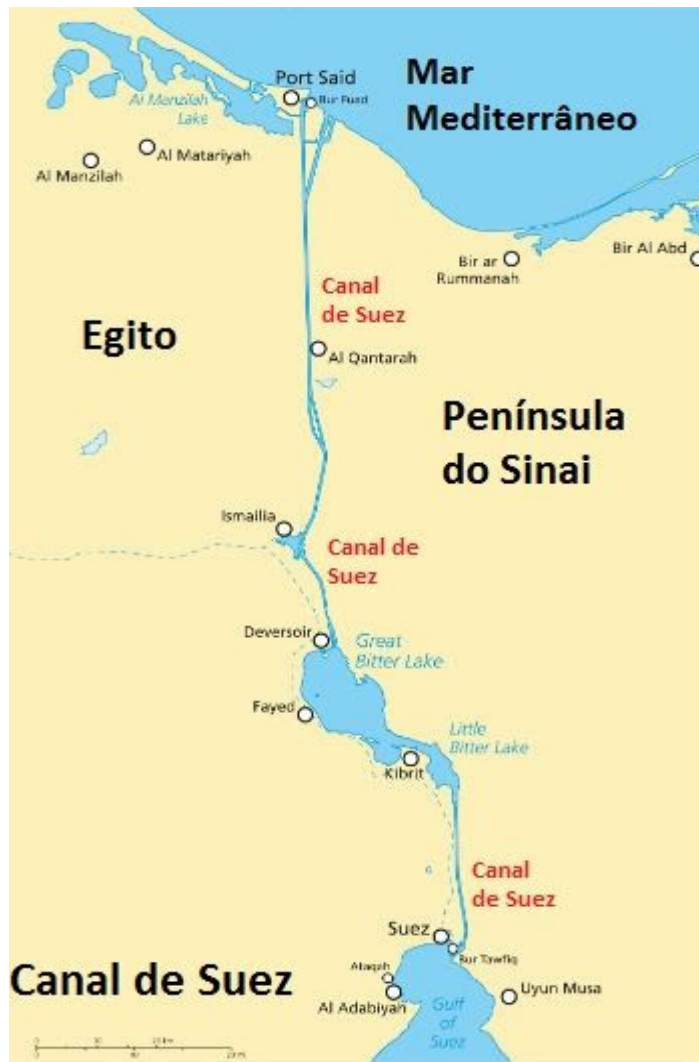 Mar
Mediterrâneo
Port Said
Bur Fuad
Al Manzilah
Lake
Al Matariyah
Al Manzilah
Bir ar
Rummanah
Bir Al Abd
Canal
de Suez
Egito
Al Qantarah
Península
do Sinai
Ismailia
Canal de
Suez
Deversoir
Great
Bitter Lake
Fayed
Little
Bitter Lake
Kibrit
Canal
de Suez
Suez
Bur Tawfiq
Ataqah
Al Adabiyah
Uyun Musa
Gulf
of
Suez
Canal de Suez